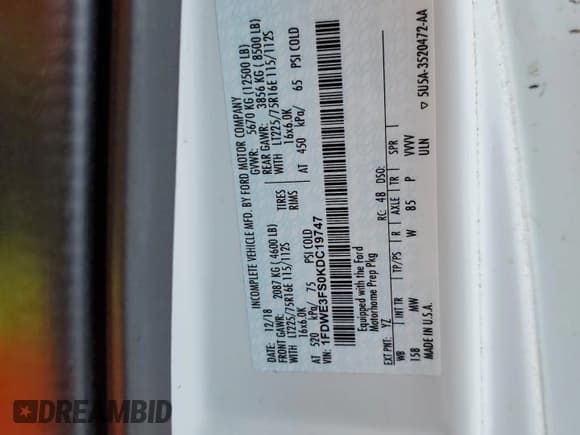 INCOMPLETE VEHICLE MFD. BY FORD MOTOR COMPANY
DATE: 12/18 GVWR: 5670 KG (12500 LB)
FRONT GAWR: 2087 KG (4600 LB) REAR GAWR: 3856 KG (8500 LB)
WITH LT225/75R16E 115/112S TIRES WITH LT225/75R16E 115/112S
16x6.0K RIMS 16x6.0K
AT 520 kPa/ 75 PSI COLD AT 450 kPa/ 65 PSI COLD
VIN: 1FDWE3FS0KDC19747
Equipped with the Ford
Motorhome Prep Pkg
EXT PNT: YZ RC: 48 DSO:
WB INT TR TP/PS R AXLE TR SPR
158 MW W 85 P VVVV
MADE IN U.S.A. ULN
▽ 5U5A-3520472-AA
DREAMBID